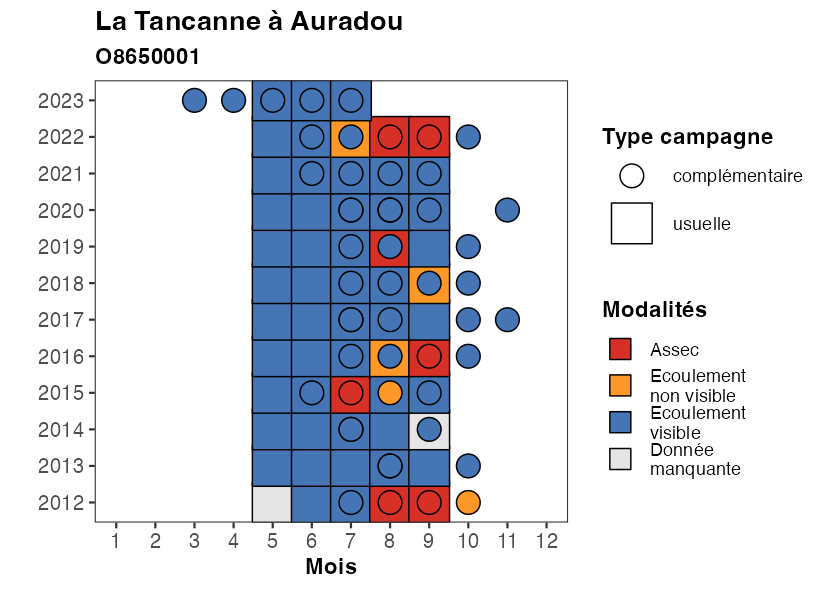 La Tancanne à Auradou
O8650001
2023
2022
2021
2020
2019
2018
2017
2016
2015
2014
2013
2012
1 2 3 4 5 6 7 8 9 10 11 12
Mois
Type campagne
complémentaire
usuelle
Modalités
Assec
Ecoulement
non visible
Ecoulement
visible
Donnée
manquante